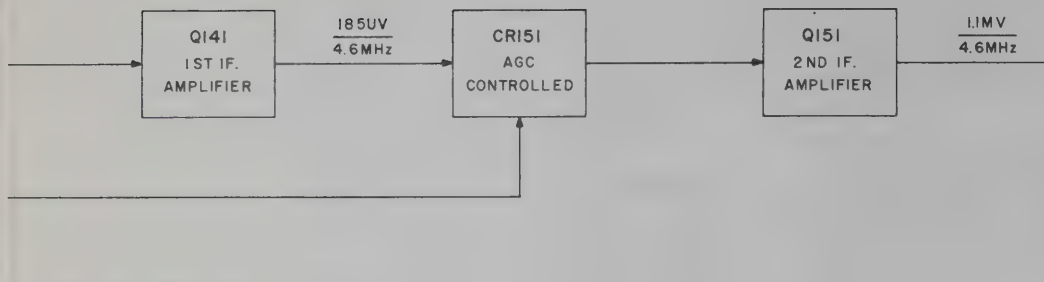 Q141
1ST IF.
AMPLIFIER
185UV
4.6MHz
CR151
AGC
CONTROLLED
Q151
2ND IF.
AMPLIFIER
1.1MV
4.6MHz